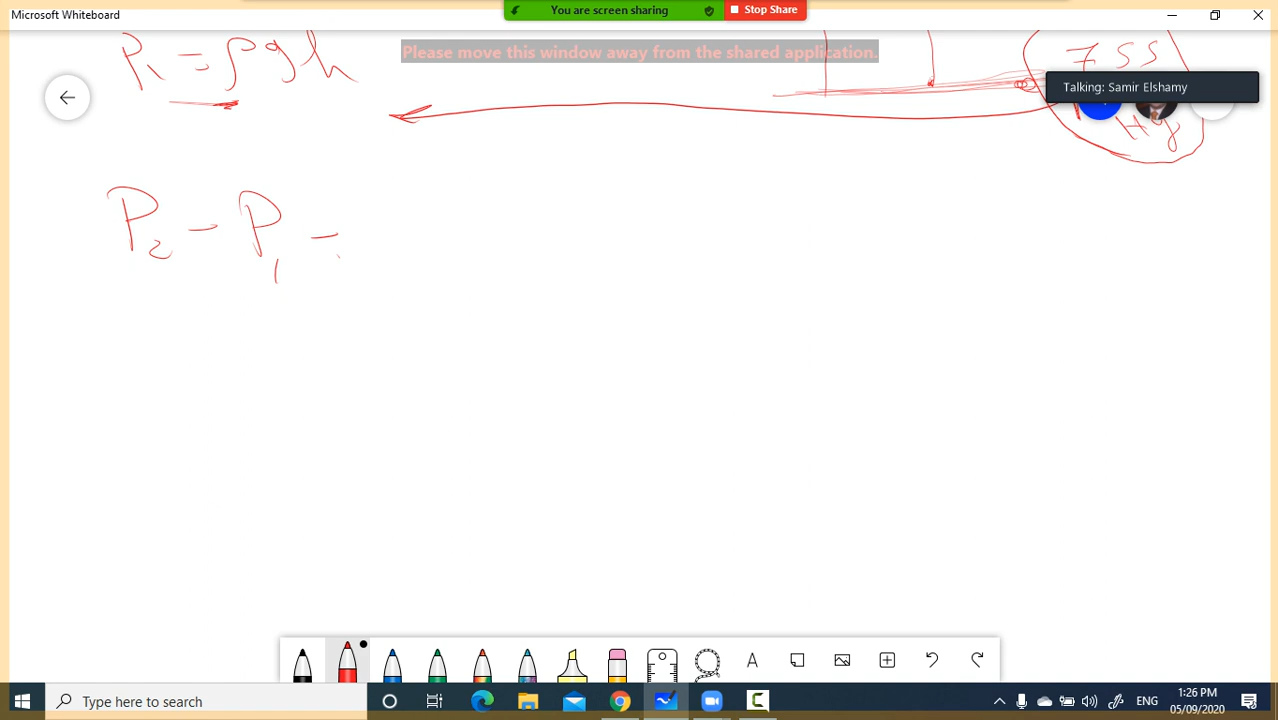 You are screen sharing
Stop Share
Microsoft Whiteboard
Please move this window away from the shared application.
P₁ = ρgh
755
Hg
Talking: Samir Elshamy
P₂ - P₁ =
A
Type here to search
ENG
1:26 PM
05/09/2020